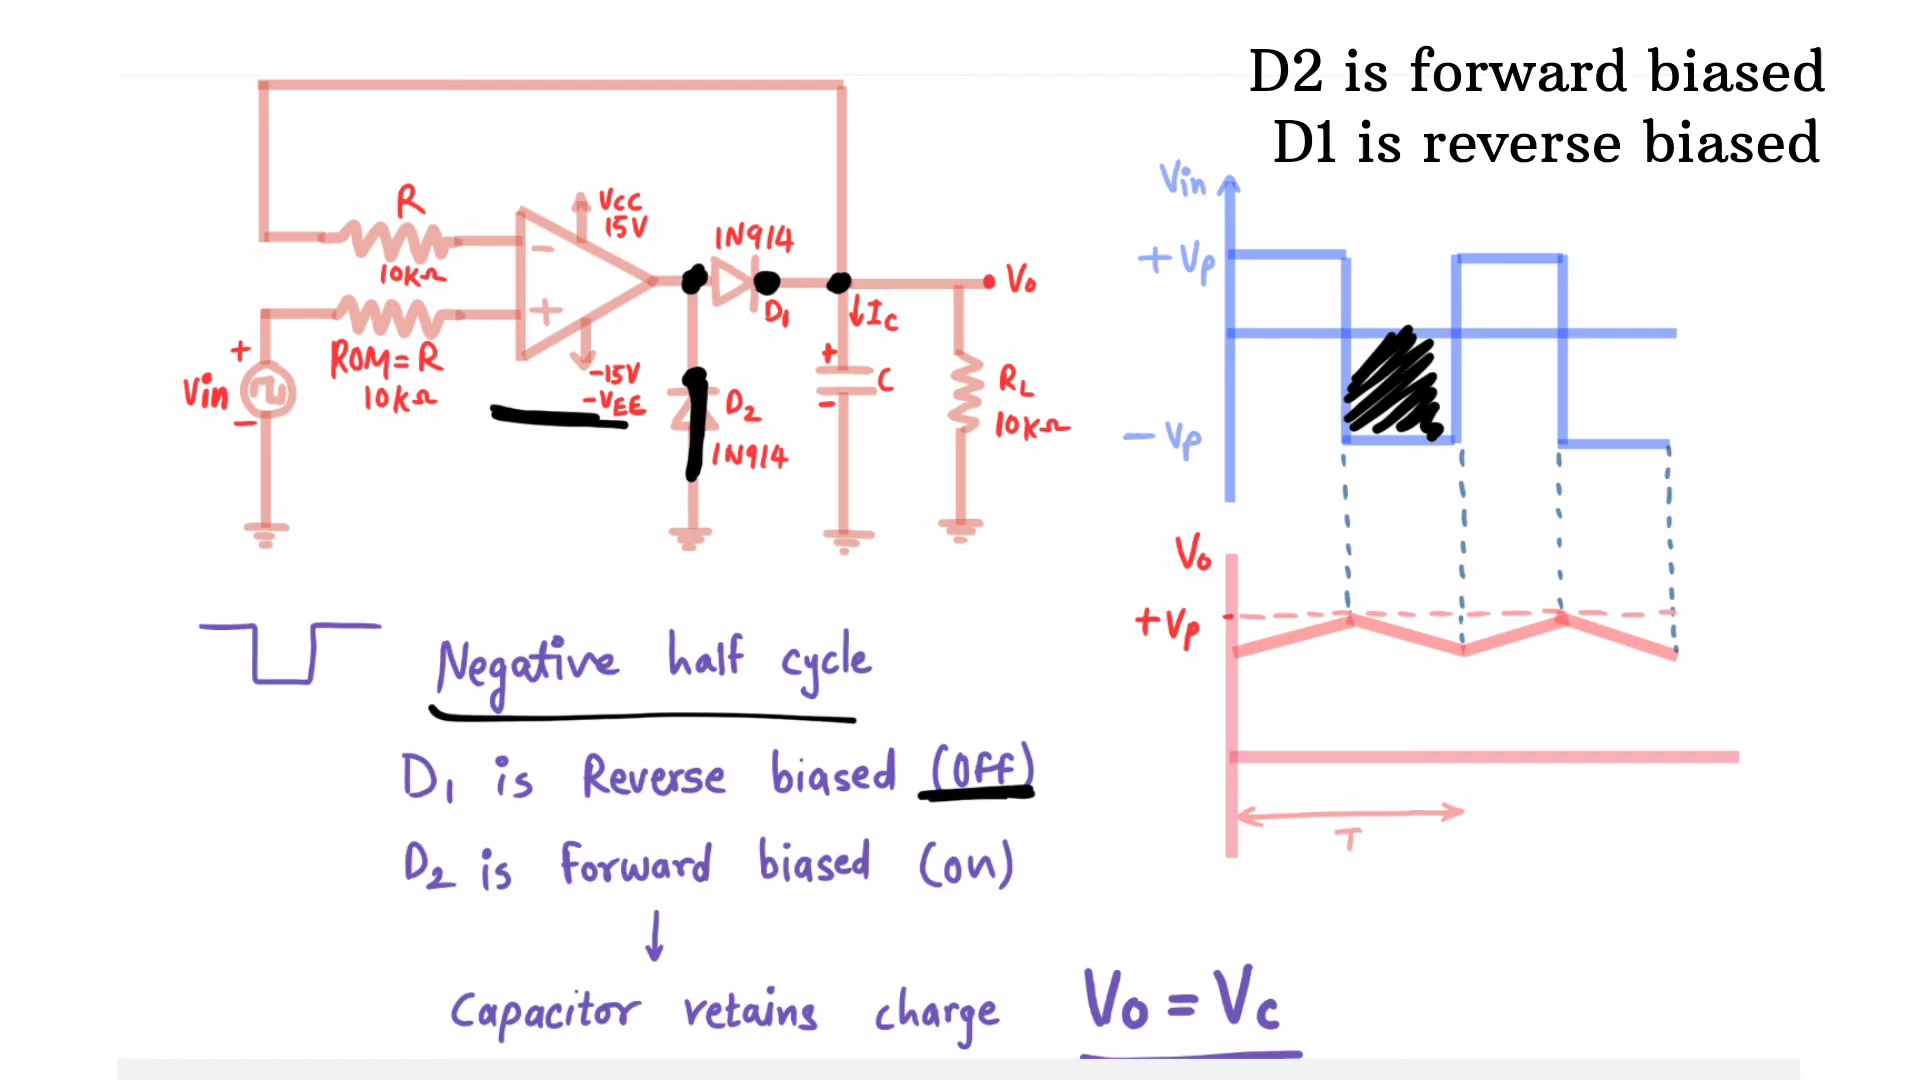 D2 is forward biased
D1 is reverse biased
R
10kΩ
VCC
15V
1N914
−
+
D1
Vo
↓IC
ROM=R
10kΩ
+
Vin
−
-15V
-VEE
D2
1N914
+
−
C
RL
10kΩ
Vin
+Vp
−Vp
Vo
+Vp
T
Negative half cycle
D1 is Reverse biased (Off)
D2 is Forward biased (on)
Capacitor retains charge Vo = Vc